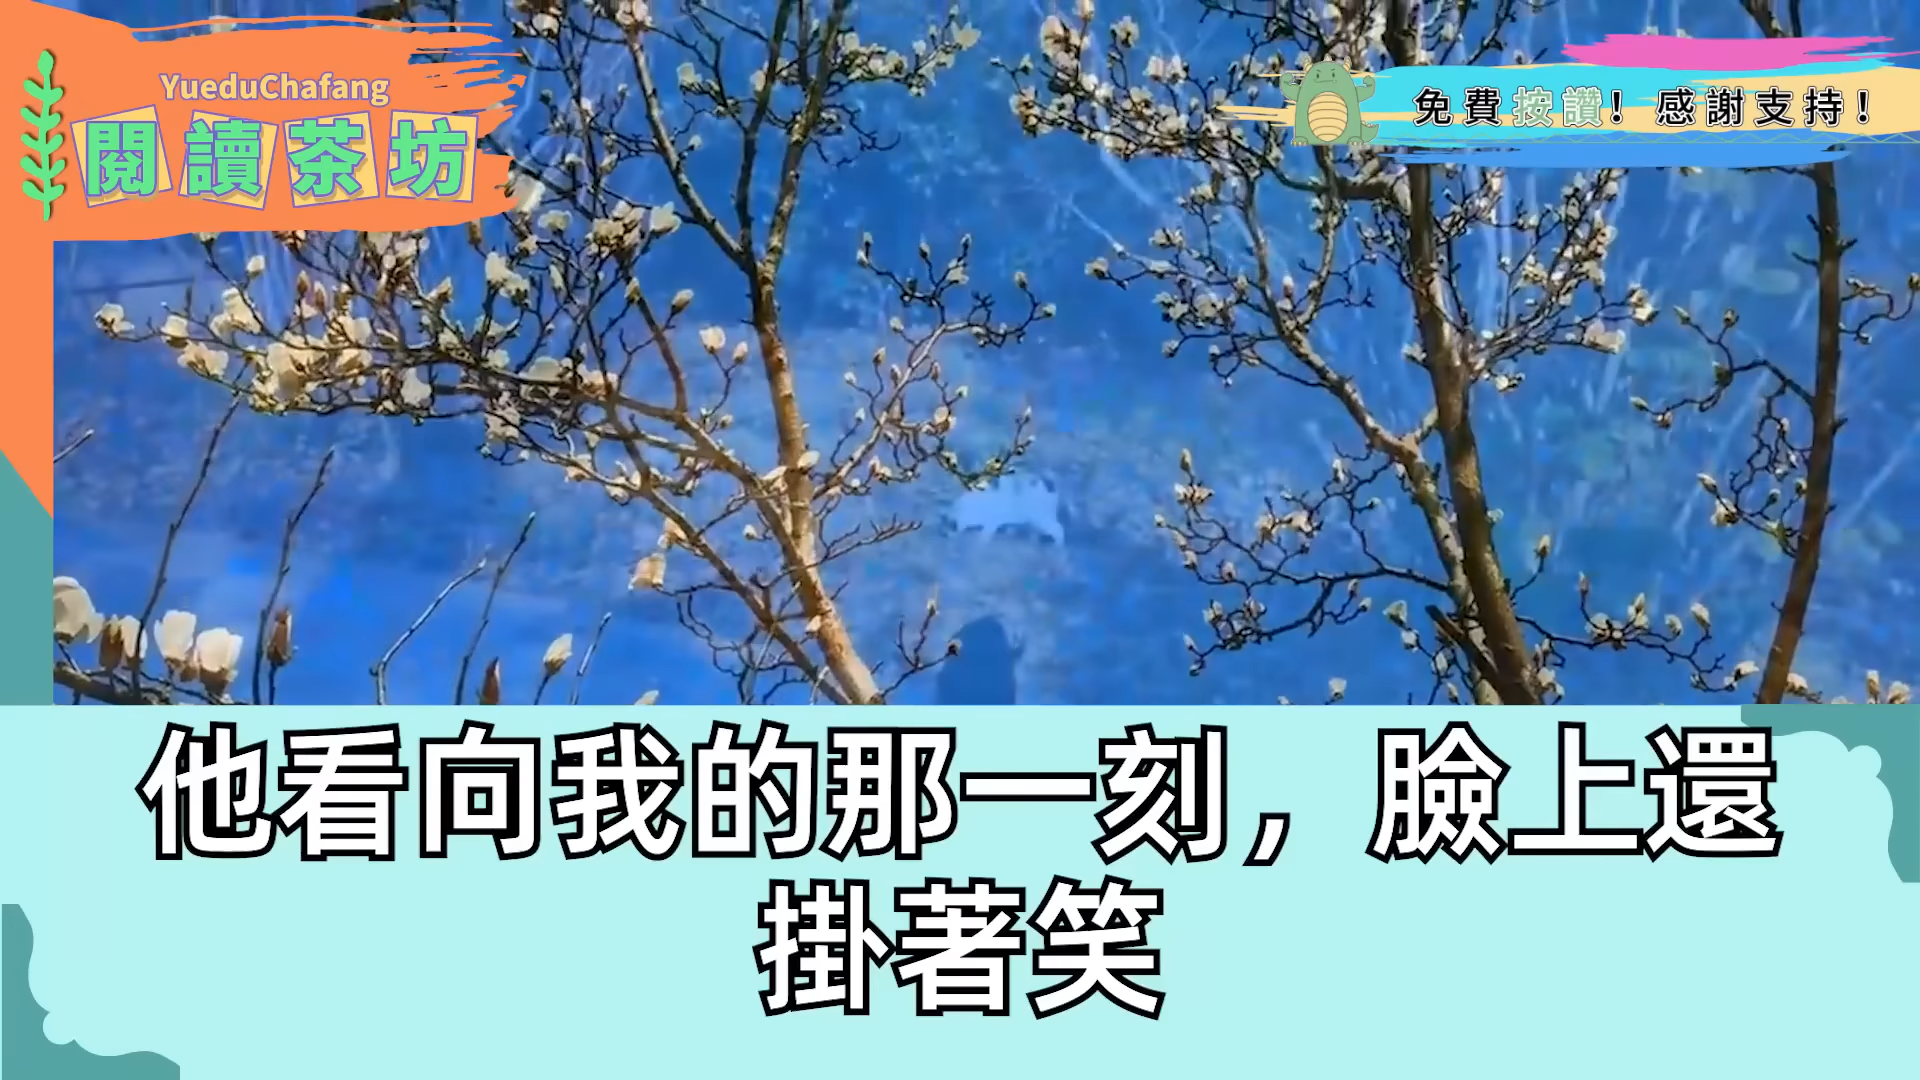 YueduChafang
閱讀茶坊
免費按讚！感謝支持！
他看向我的那一刻，臉上還
掛著笑